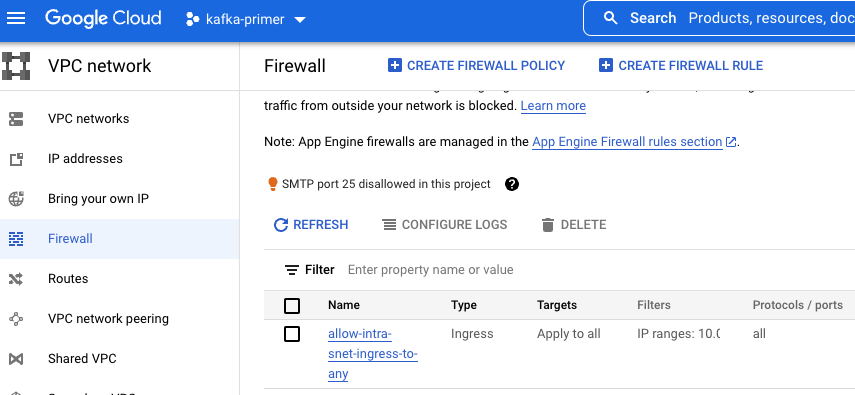 Google Cloud
kafka-primer
Search Products, resources, doc
VPC network
Firewall
CREATE FIREWALL POLICY
CREATE FIREWALL RULE
VPC networks
IP addresses
Bring your own IP
Firewall
Routes
VPC network peering
Shared VPC
traffic from outside your network is blocked. Learn more
Note: App Engine firewalls are managed in the App Engine Firewall rules section.
SMTP port 25 disallowed in this project
REFRESH
CONFIGURE LOGS
DELETE
Filter Enter property name or value
Name Type Targets Filters Protocols / ports
allow-intra- Ingress Apply to all IP ranges: 10.0 all
snet-ingress-to-
any